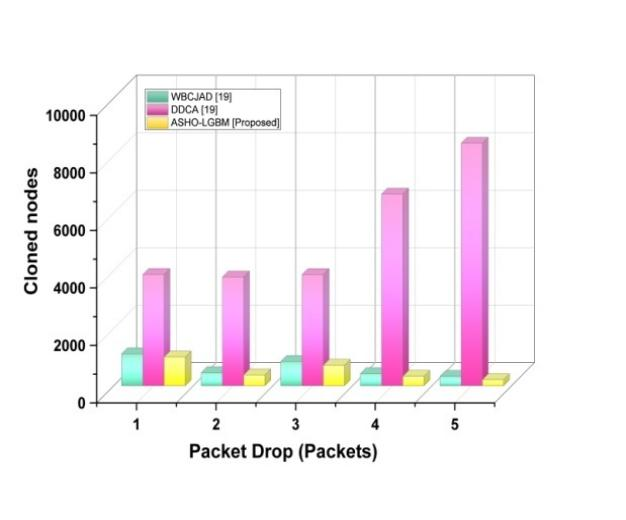 10000
8000
6000
4000
2000
0
Cloned nodes
WBCJAD [19]
DDCA [19]
ASHO-LGBM [Proposed]
1 2 3 4 5
Packet Drop (Packets)